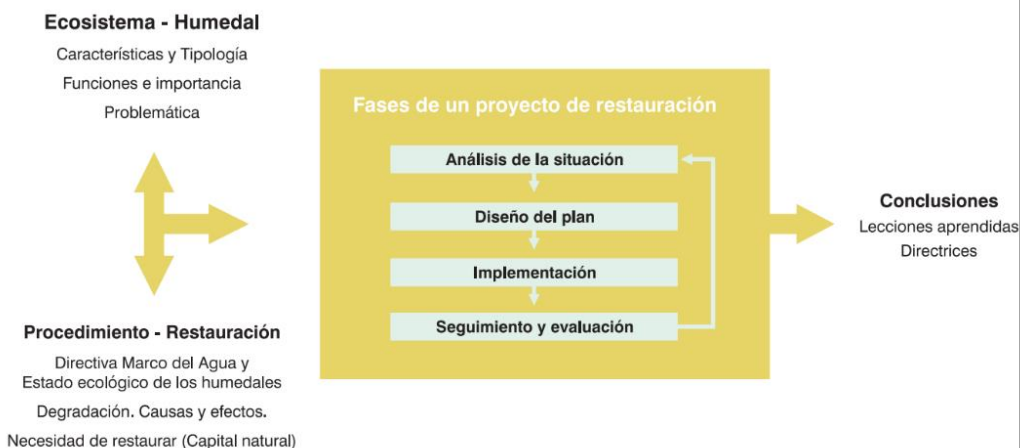 Ecosistema - Humedal
Características y Tipología
Funciones e importancia
Problemática
Procedimiento - Restauración
Directiva Marco del Agua y
Estado ecológico de los humedales
Degradación. Causas y efectos.
Necesidad de restaurar (Capital natural)
Fases de un proyecto de restauración
Análisis de la situación
Diseño del plan
Implementación
Seguimiento y evaluación
Conclusiones
Lecciones aprendidas
Directrices